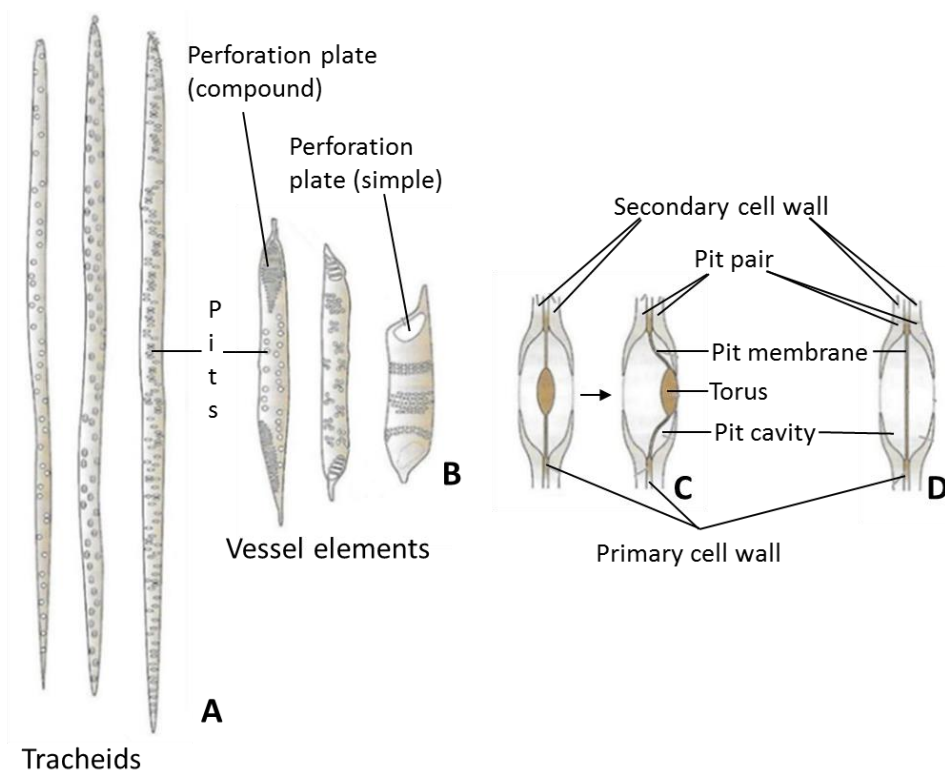 Perforation plate
(compound)
Perforation
plate (simple)
P
i
t
s
B
Vessel elements
A
Tracheids
Secondary cell wall
Pit pair
Pit membrane
Torus
Pit cavity
C
D
Primary cell wall